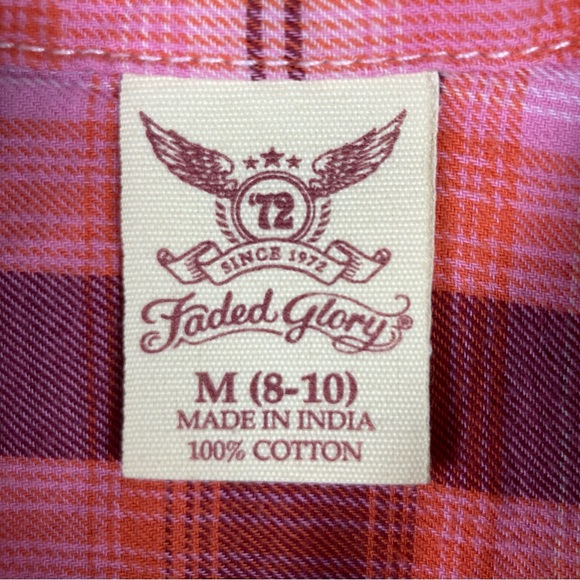 '72
SINCE 1972
Faded Glory®
M (8-10)
MADE IN INDIA
100% COTTON